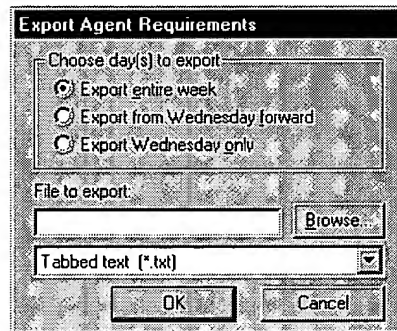 Export Agent Requirements
Choose day(s) to export
Export entire week
Export from Wednesday forward
Export Wednesday only
File to export:
Browse...
Tabbed text (*.txt)
OK Cancel